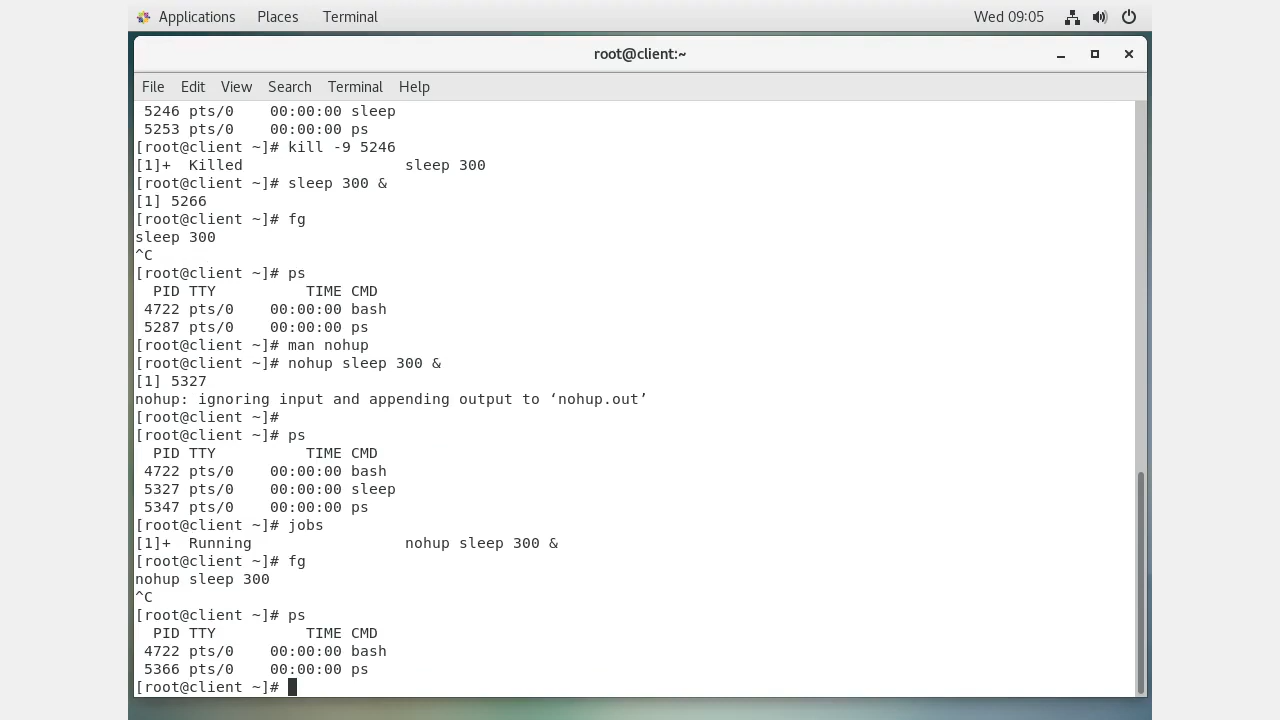 Applications Places Terminal Wed 09:05
root@client:~
File Edit View Search Terminal Help
 5246 pts/0    00:00:00 sleep
 5253 pts/0    00:00:00 ps
[root@client ~]# kill -9 5246
[1]+  Killed                  sleep 300
[root@client ~]# sleep 300 &
[1] 5266
[root@client ~]# fg
sleep 300
^C
[root@client ~]# ps
  PID TTY          TIME CMD
 4722 pts/0    00:00:00 bash
 5287 pts/0    00:00:00 ps
[root@client ~]# man nohup
[root@client ~]# nohup sleep 300 &
[1] 5327
nohup: ignoring input and appending output to ‘nohup.out’
[root@client ~]#
[root@client ~]# ps
  PID TTY          TIME CMD
 4722 pts/0    00:00:00 bash
 5327 pts/0    00:00:00 sleep
 5347 pts/0    00:00:00 ps
[root@client ~]# jobs
[1]+  Running                 nohup sleep 300 &
[root@client ~]# fg
nohup sleep 300
^C
[root@client ~]# ps
  PID TTY          TIME CMD
 4722 pts/0    00:00:00 bash
 5366 pts/0    00:00:00 ps
[root@client ~]#